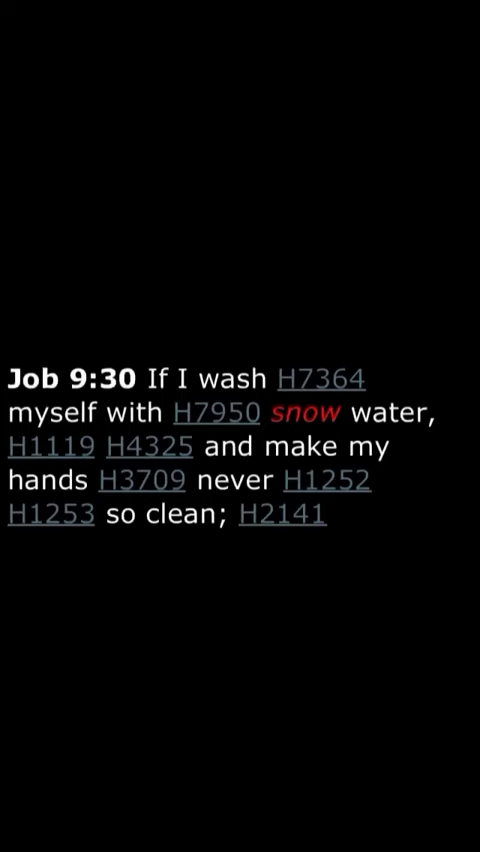 Job 9:30 If I wash H7364
myself with H7950 snow water,
H1119 H4325 and make my
hands H3709 never H1252
H1253 so clean; H2141